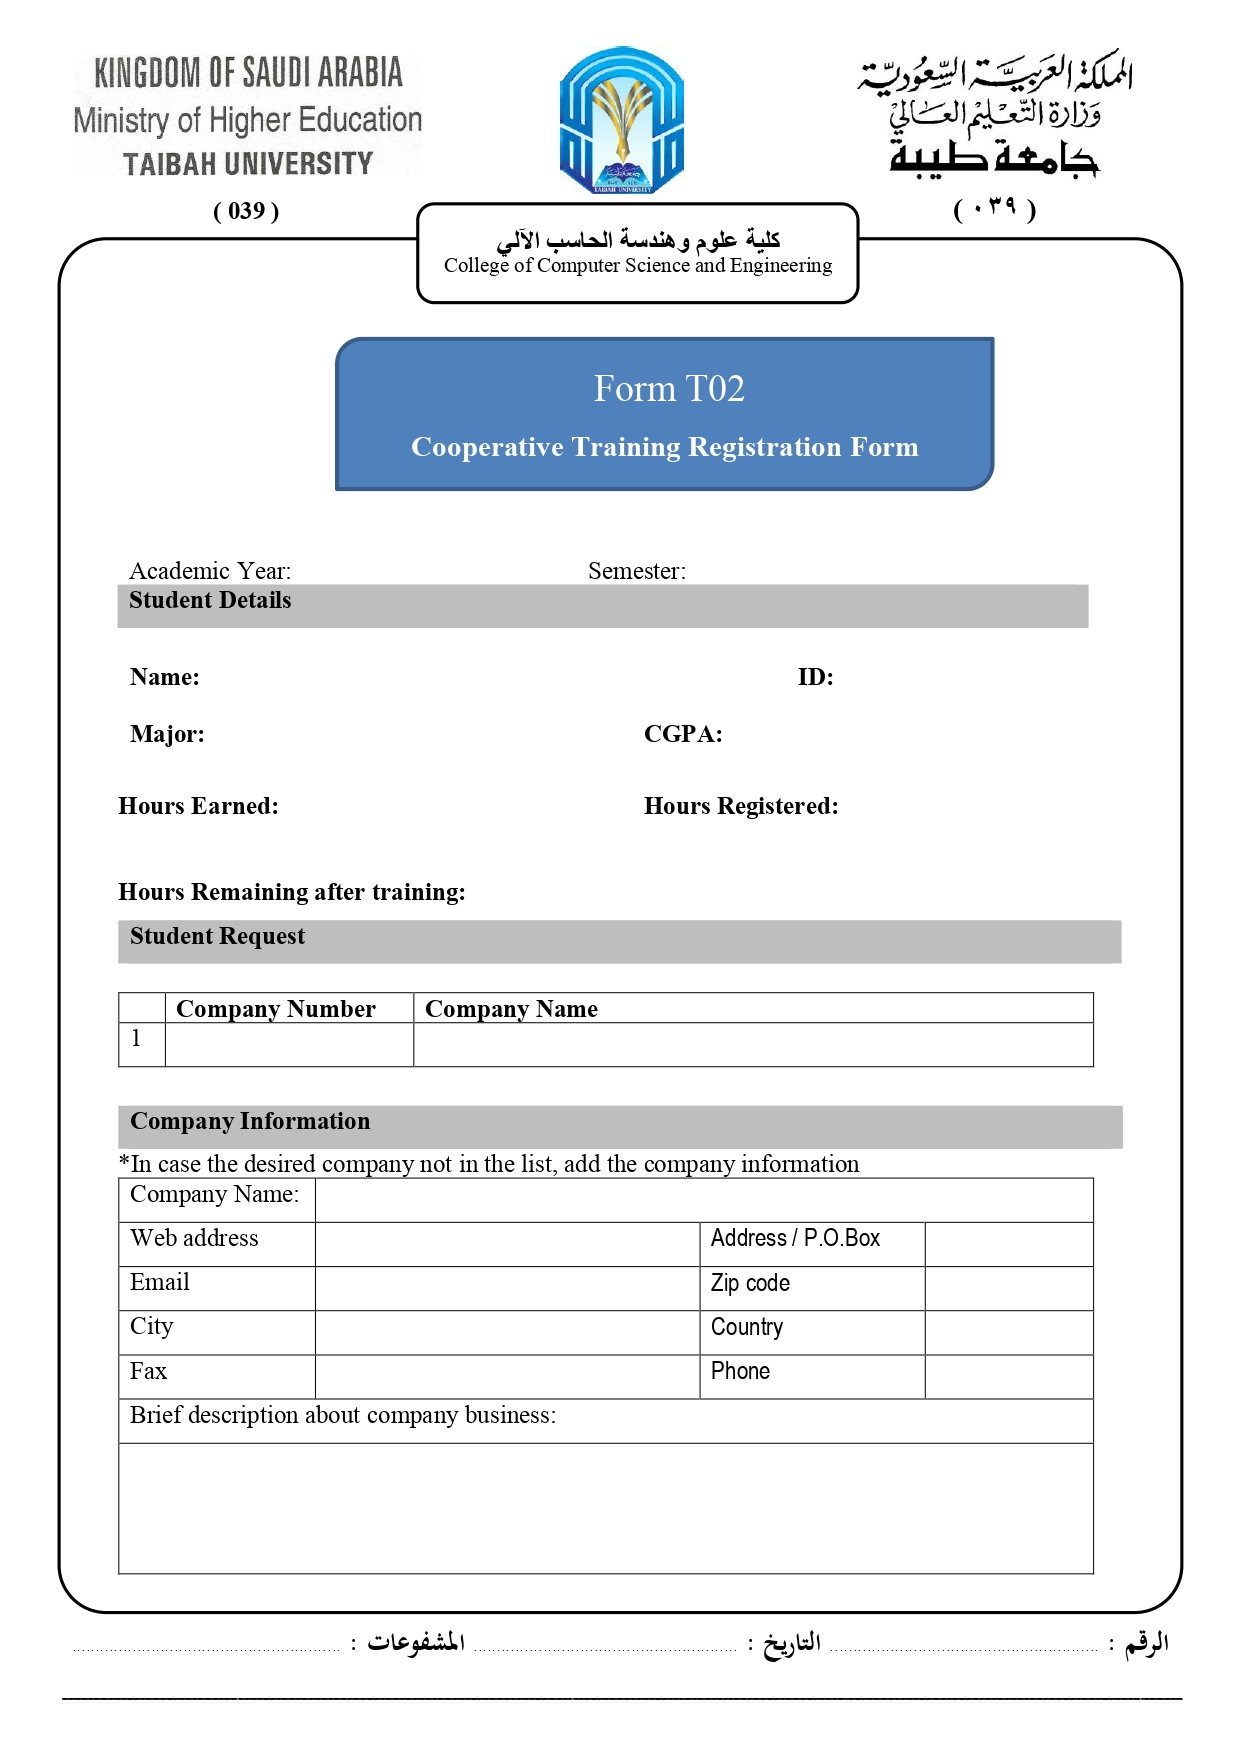 KINGDOM OF SAUDI ARABIA
Ministry of Higher Education
TAIBAH UNIVERSITY
( 039 )
TAIBAH UNIVERSITY
المملكة العربية السعودية
وزارة التعليم العالي
جامعة طيبة
( ٠٣٩ )
كلية علوم وهندسة الحاسب الآلي
College of Computer Science and Engineering
Form T02
Cooperative Training Registration Form
Academic Year: Semester:
Student Details
Name: ID:
Major: CGPA:
Hours Earned: Hours Registered:
Hours Remaining after training:
Student Request
Company Number Company Name
1
Company Information
*In case the desired company not in the list, add the company information
Company Name:
Web address Address / P.O.Box
Email Zip code
City Country
Fax Phone
Brief description about company business:
الرقم : ........................ التاريخ : ........................ المشفوعات : ........................